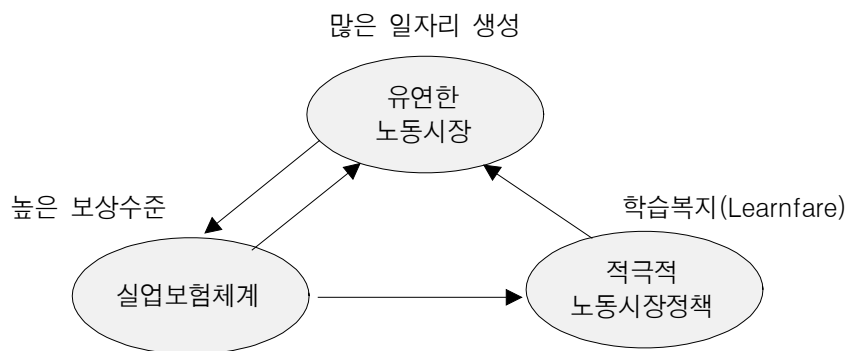 많은 일자리 생성
유연한
노동시장
높은 보상수준
학습복지(Learnfare)
실업보험체계
적극적
노동시장정책